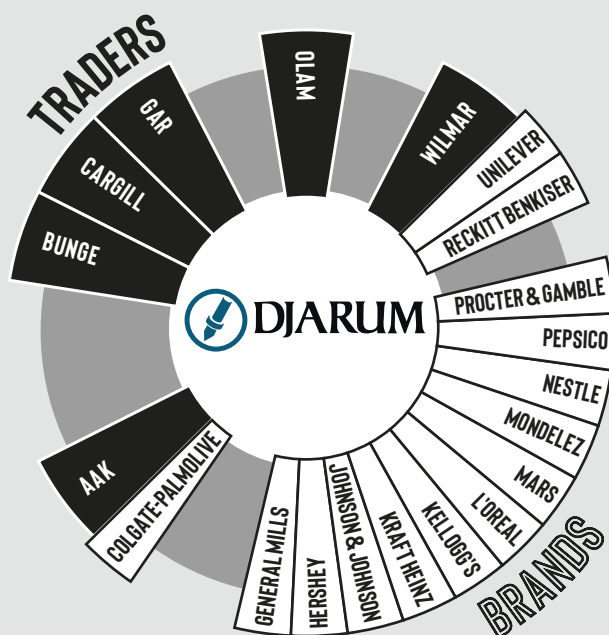 TRADERS
OLAM
GAR
CARGILL
BUNGE
WILMAR
UNILEVER
RECKITT BENKISER
DJARUM
PROCTER & GAMBLE
PEPSICO
NESTLE
MONDELEZ
MARS
L'OREAL
KELLOGG'S
KRAFT HEINZ
JOHNSON & JOHNSON
HERSHEY
GENERAL MILLS
COLGATE-PALMOLIVE
AAK
BRANDS